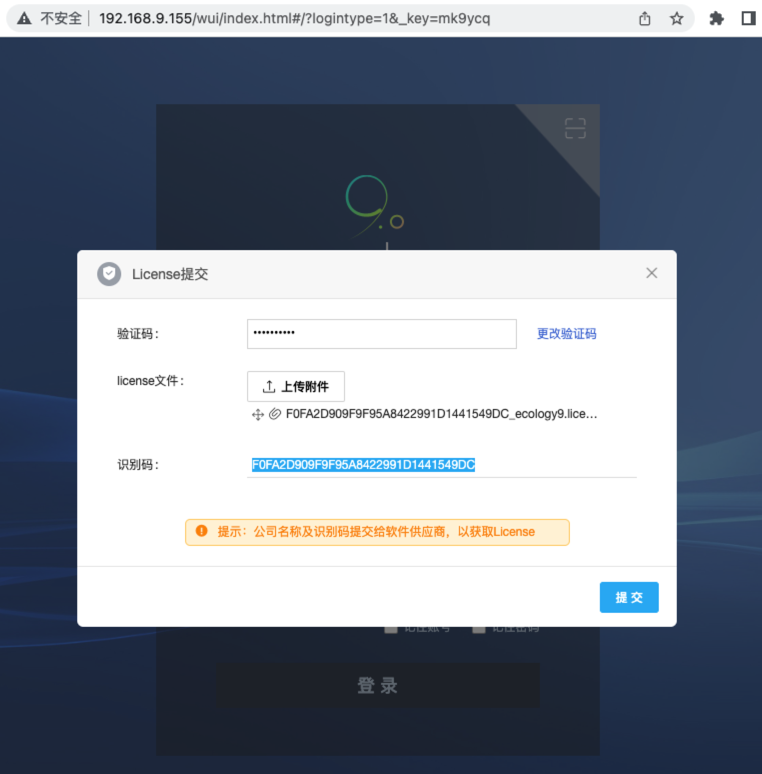 不安全 192.168.9.155/wui/index.html#/?logintype=1&_key=mk9ycq
License提交
验证码： •••••••••• 更改验证码
license文件： 上传附件
F0FA2D909F9F95A8422991D1441549DC_ecology9.lice...
识别码： F0FA2D909F9F95A8422991D1441549DC
提示：公司名称及识别码提交给软件供应商，以获取License
提交
记住账号 记住密码
登录